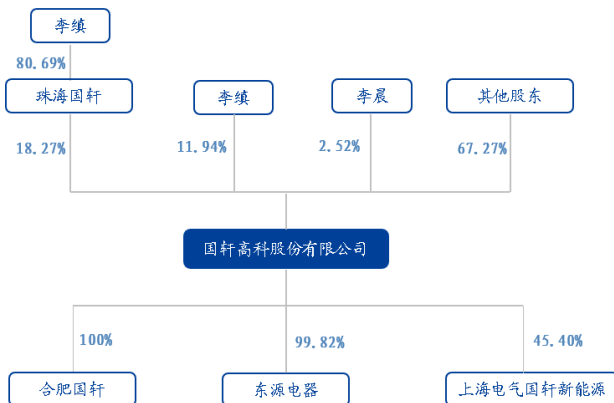 李缜
80.69%
珠海国轩
李缜
李晨
其他股东
18.27%
11.94%
2.52%
67.27%
国轩高科股份有限公司
100%
99.82%
45.40%
合肥国轩
东源电器
上海电气国轩新能源